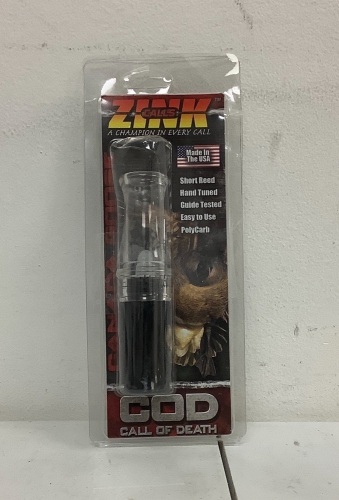 ZINK
CALLS
A CHAMPION IN EVERY CALL
Made In
The USA
Short Reed
Hand Tuned
Guide Tested
Easy to Use
PolyCarb
COD
CALL OF DEATH